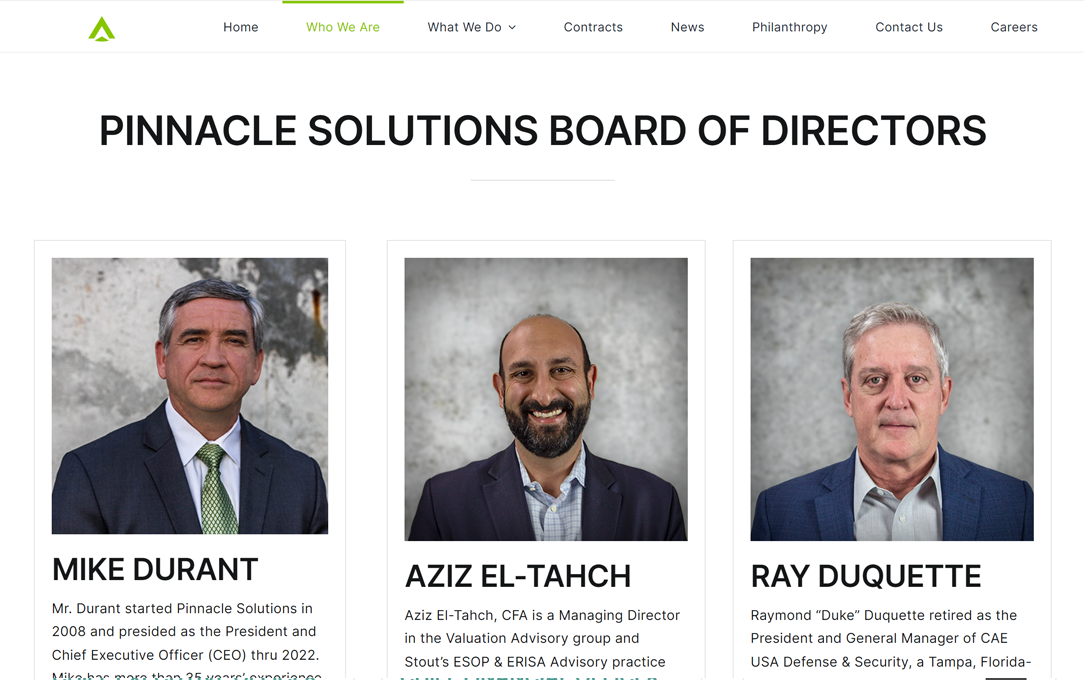 Home Who We Are What We Do Contracts News Philanthropy Contact Us Careers
PINNACLE SOLUTIONS BOARD OF DIRECTORS
MIKE DURANT
Mr. Durant started Pinnacle Solutions in
2008 and presided as the President and
Chief Executive Officer (CEO) thru 2022.
Mike has more than 35 years' experience
AZIZ EL-TAHCH
Aziz El-Tahch, CFA is a Managing Director
in the Valuation Advisory group and
Stout's ESOP & ERISA Advisory practice
RAY DUQUETTE
Raymond “Duke” Duquette retired as the
President and General Manager of CAE
USA Defense & Security, a Tampa, Florida-